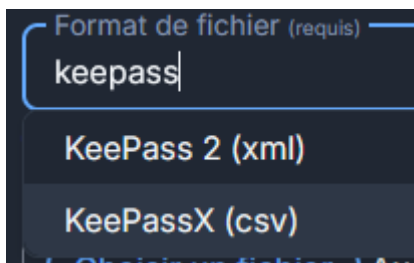 Format de fichier (requis)
keepass
KeePass 2 (xml)
KeePassX (csv)